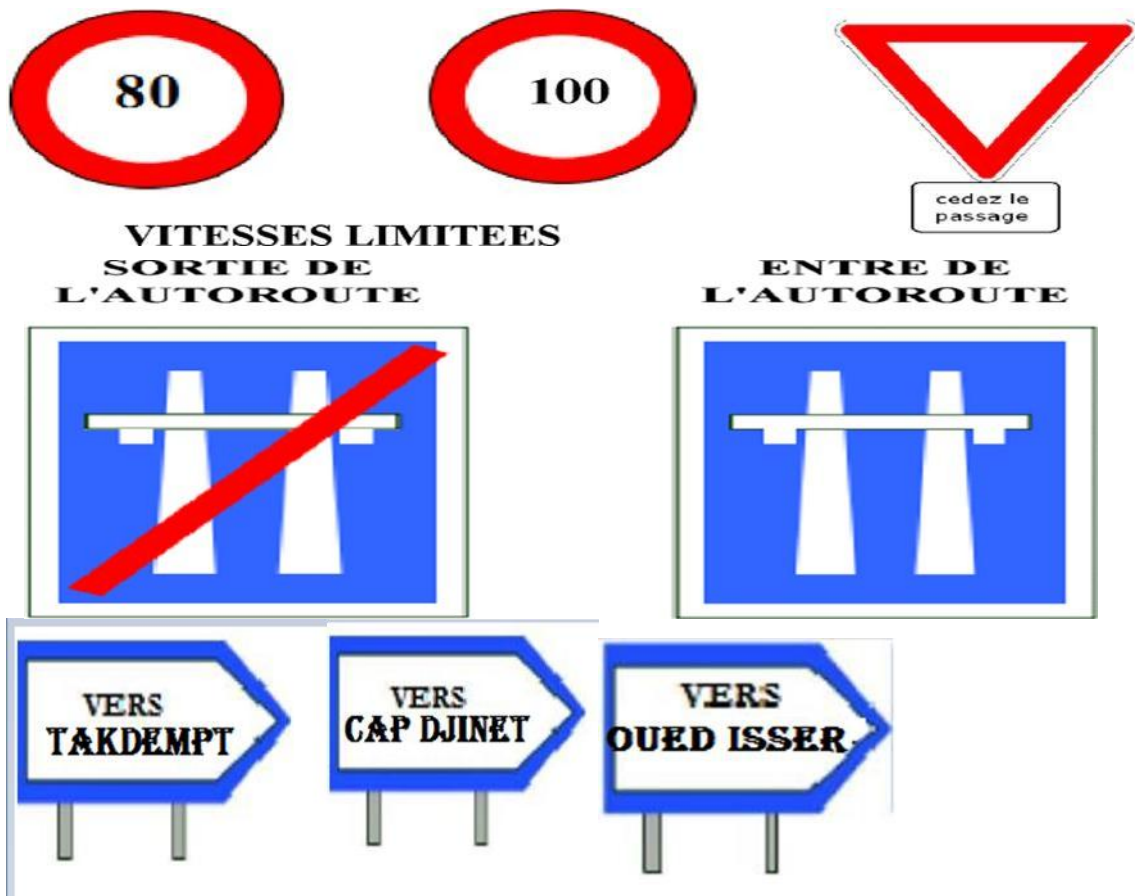 80
100
cedez le
passage
VITESSES LIMITEES
SORTIE DE
L'AUTOROUTE
ENTRE DE
L'AUTOROUTE
VERS
TAKDEMPT
VERS
CAP DJINET
VERS
OUED ISSER